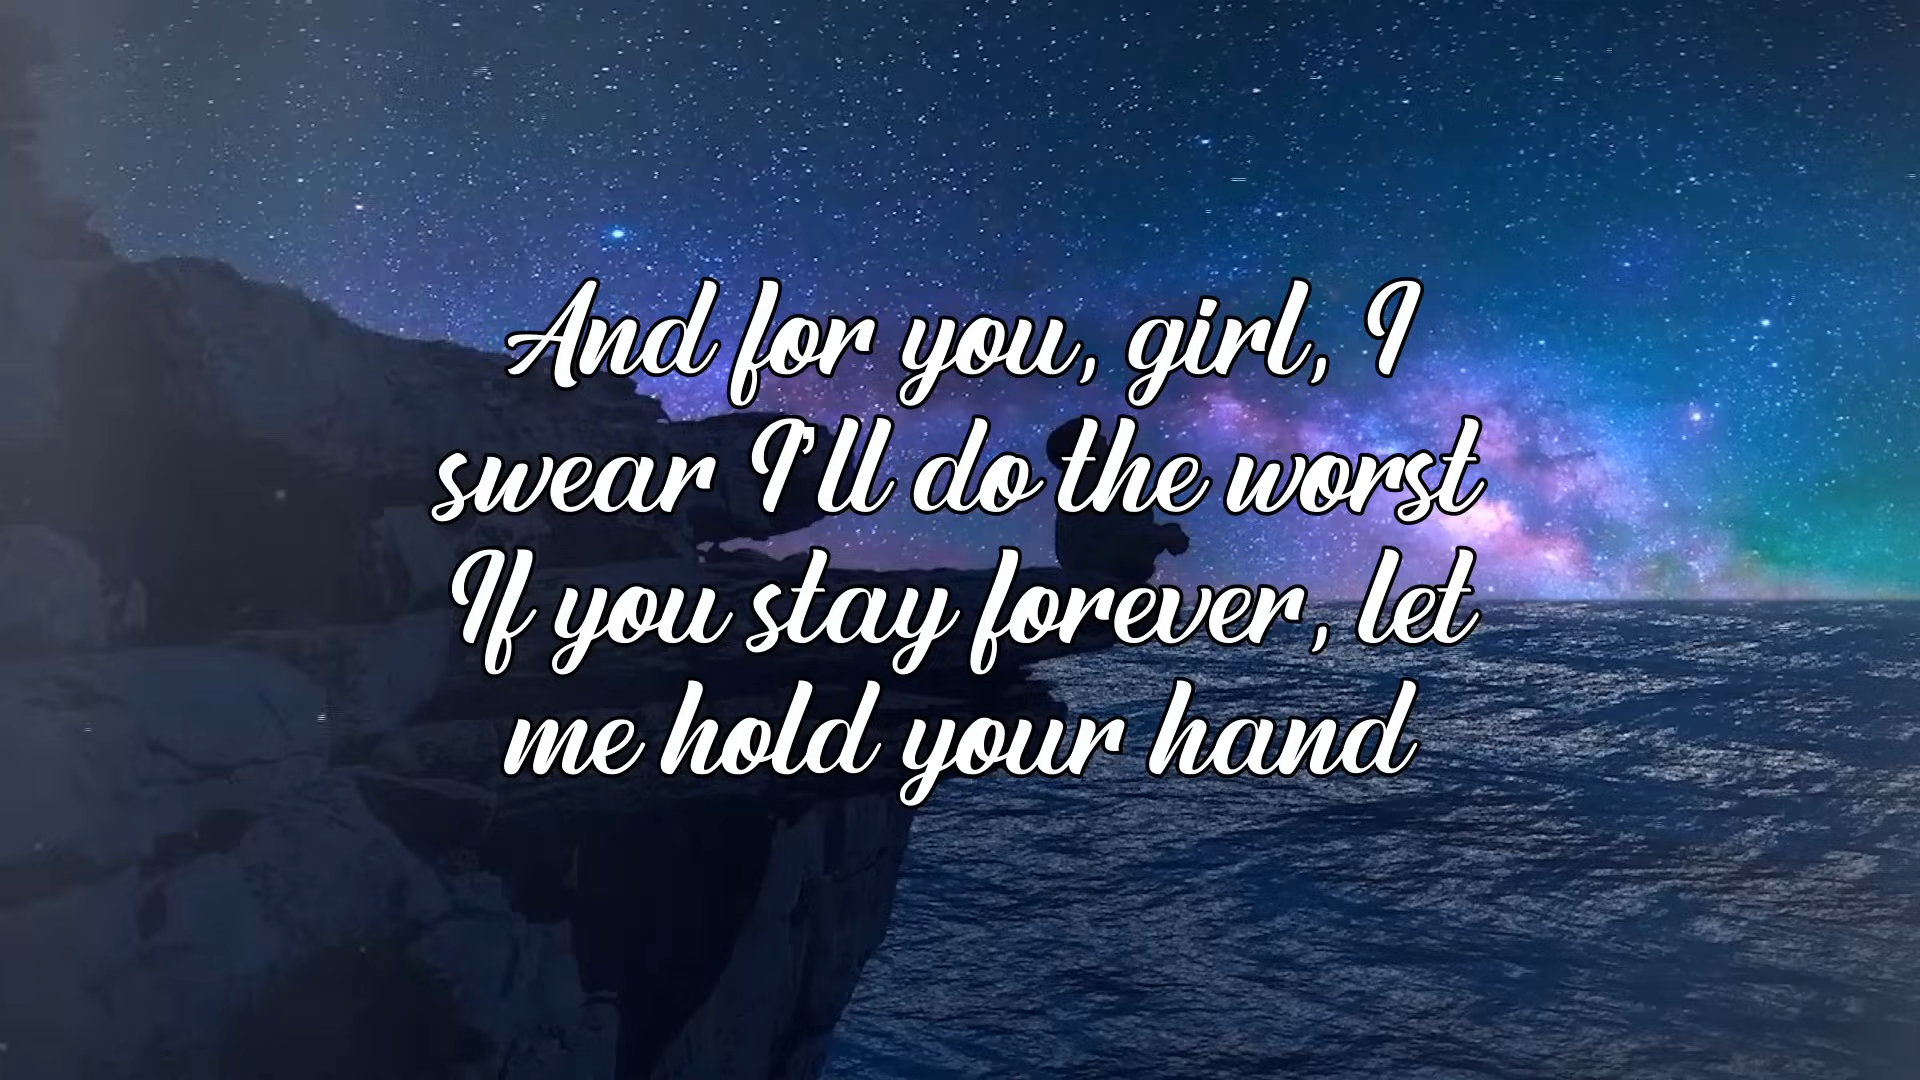 And for you, girl, I
swear I'll do the worst
If you stay forever, let
me hold your hand